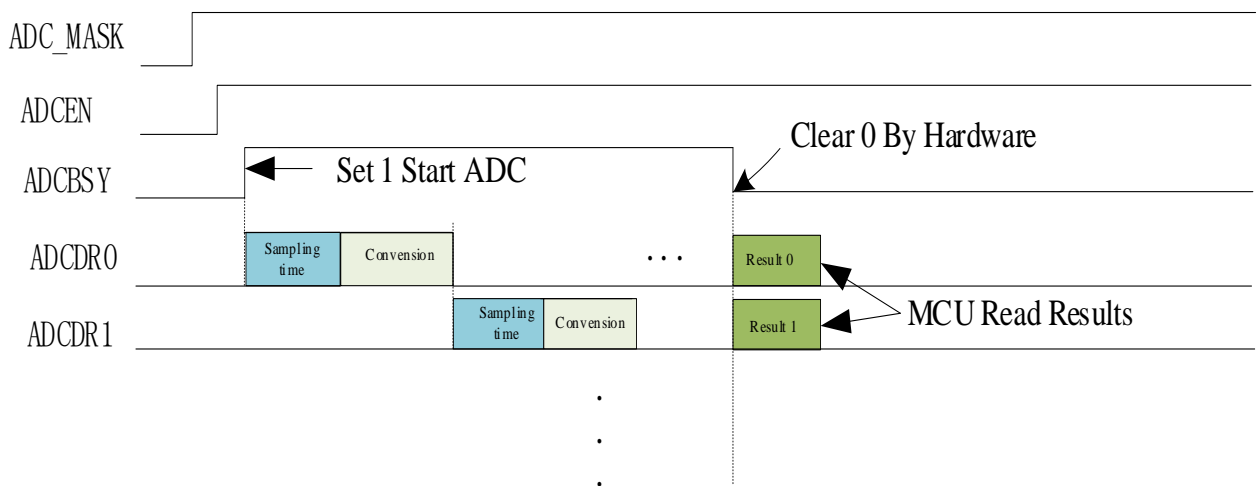 ADC_MASK
ADCEN
Clear 0 By Hardware
ADCBSY
Set 1 Start ADC
ADCDR0
Sampling
time
Convension
...
Result 0
MCU Read Results
ADCDR1
Sampling
time
Convension
Result 1
.
.
.